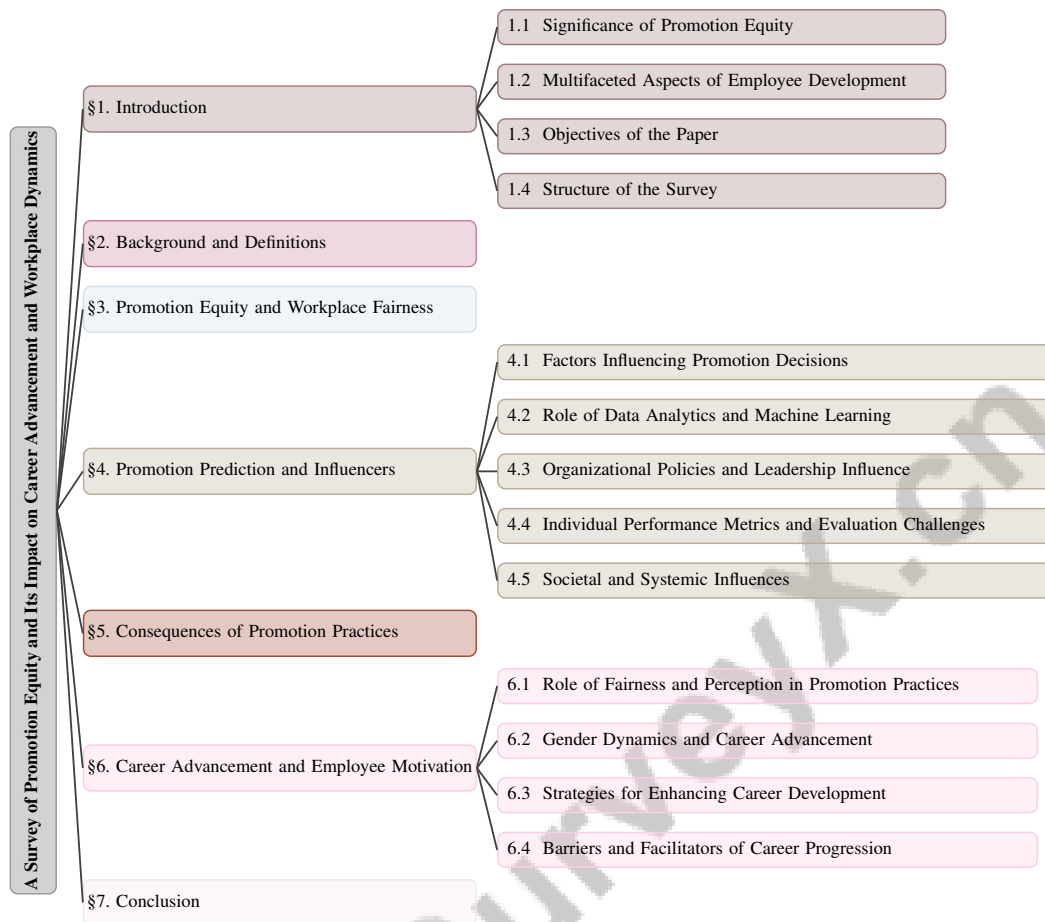 A Survey of Promotion Equity and Its Impact on Career Advancement and Workplace Dynamics
§1. Introduction
1.1 Significance of Promotion Equity
1.2 Multifaceted Aspects of Employee Development
1.3 Objectives of the Paper
1.4 Structure of the Survey
§2. Background and Definitions
§3. Promotion Equity and Workplace Fairness
§4. Promotion Prediction and Influencers
4.1 Factors Influencing Promotion Decisions
4.2 Role of Data Analytics and Machine Learning
4.3 Organizational Policies and Leadership Influence
4.4 Individual Performance Metrics and Evaluation Challenges
4.5 Societal and Systemic Influences
§5. Consequences of Promotion Practices
§6. Career Advancement and Employee Motivation
6.1 Role of Fairness and Perception in Promotion Practices
6.2 Gender Dynamics and Career Advancement
6.3 Strategies for Enhancing Career Development
6.4 Barriers and Facilitators of Career Progression
§7. Conclusion
urveyx.cn